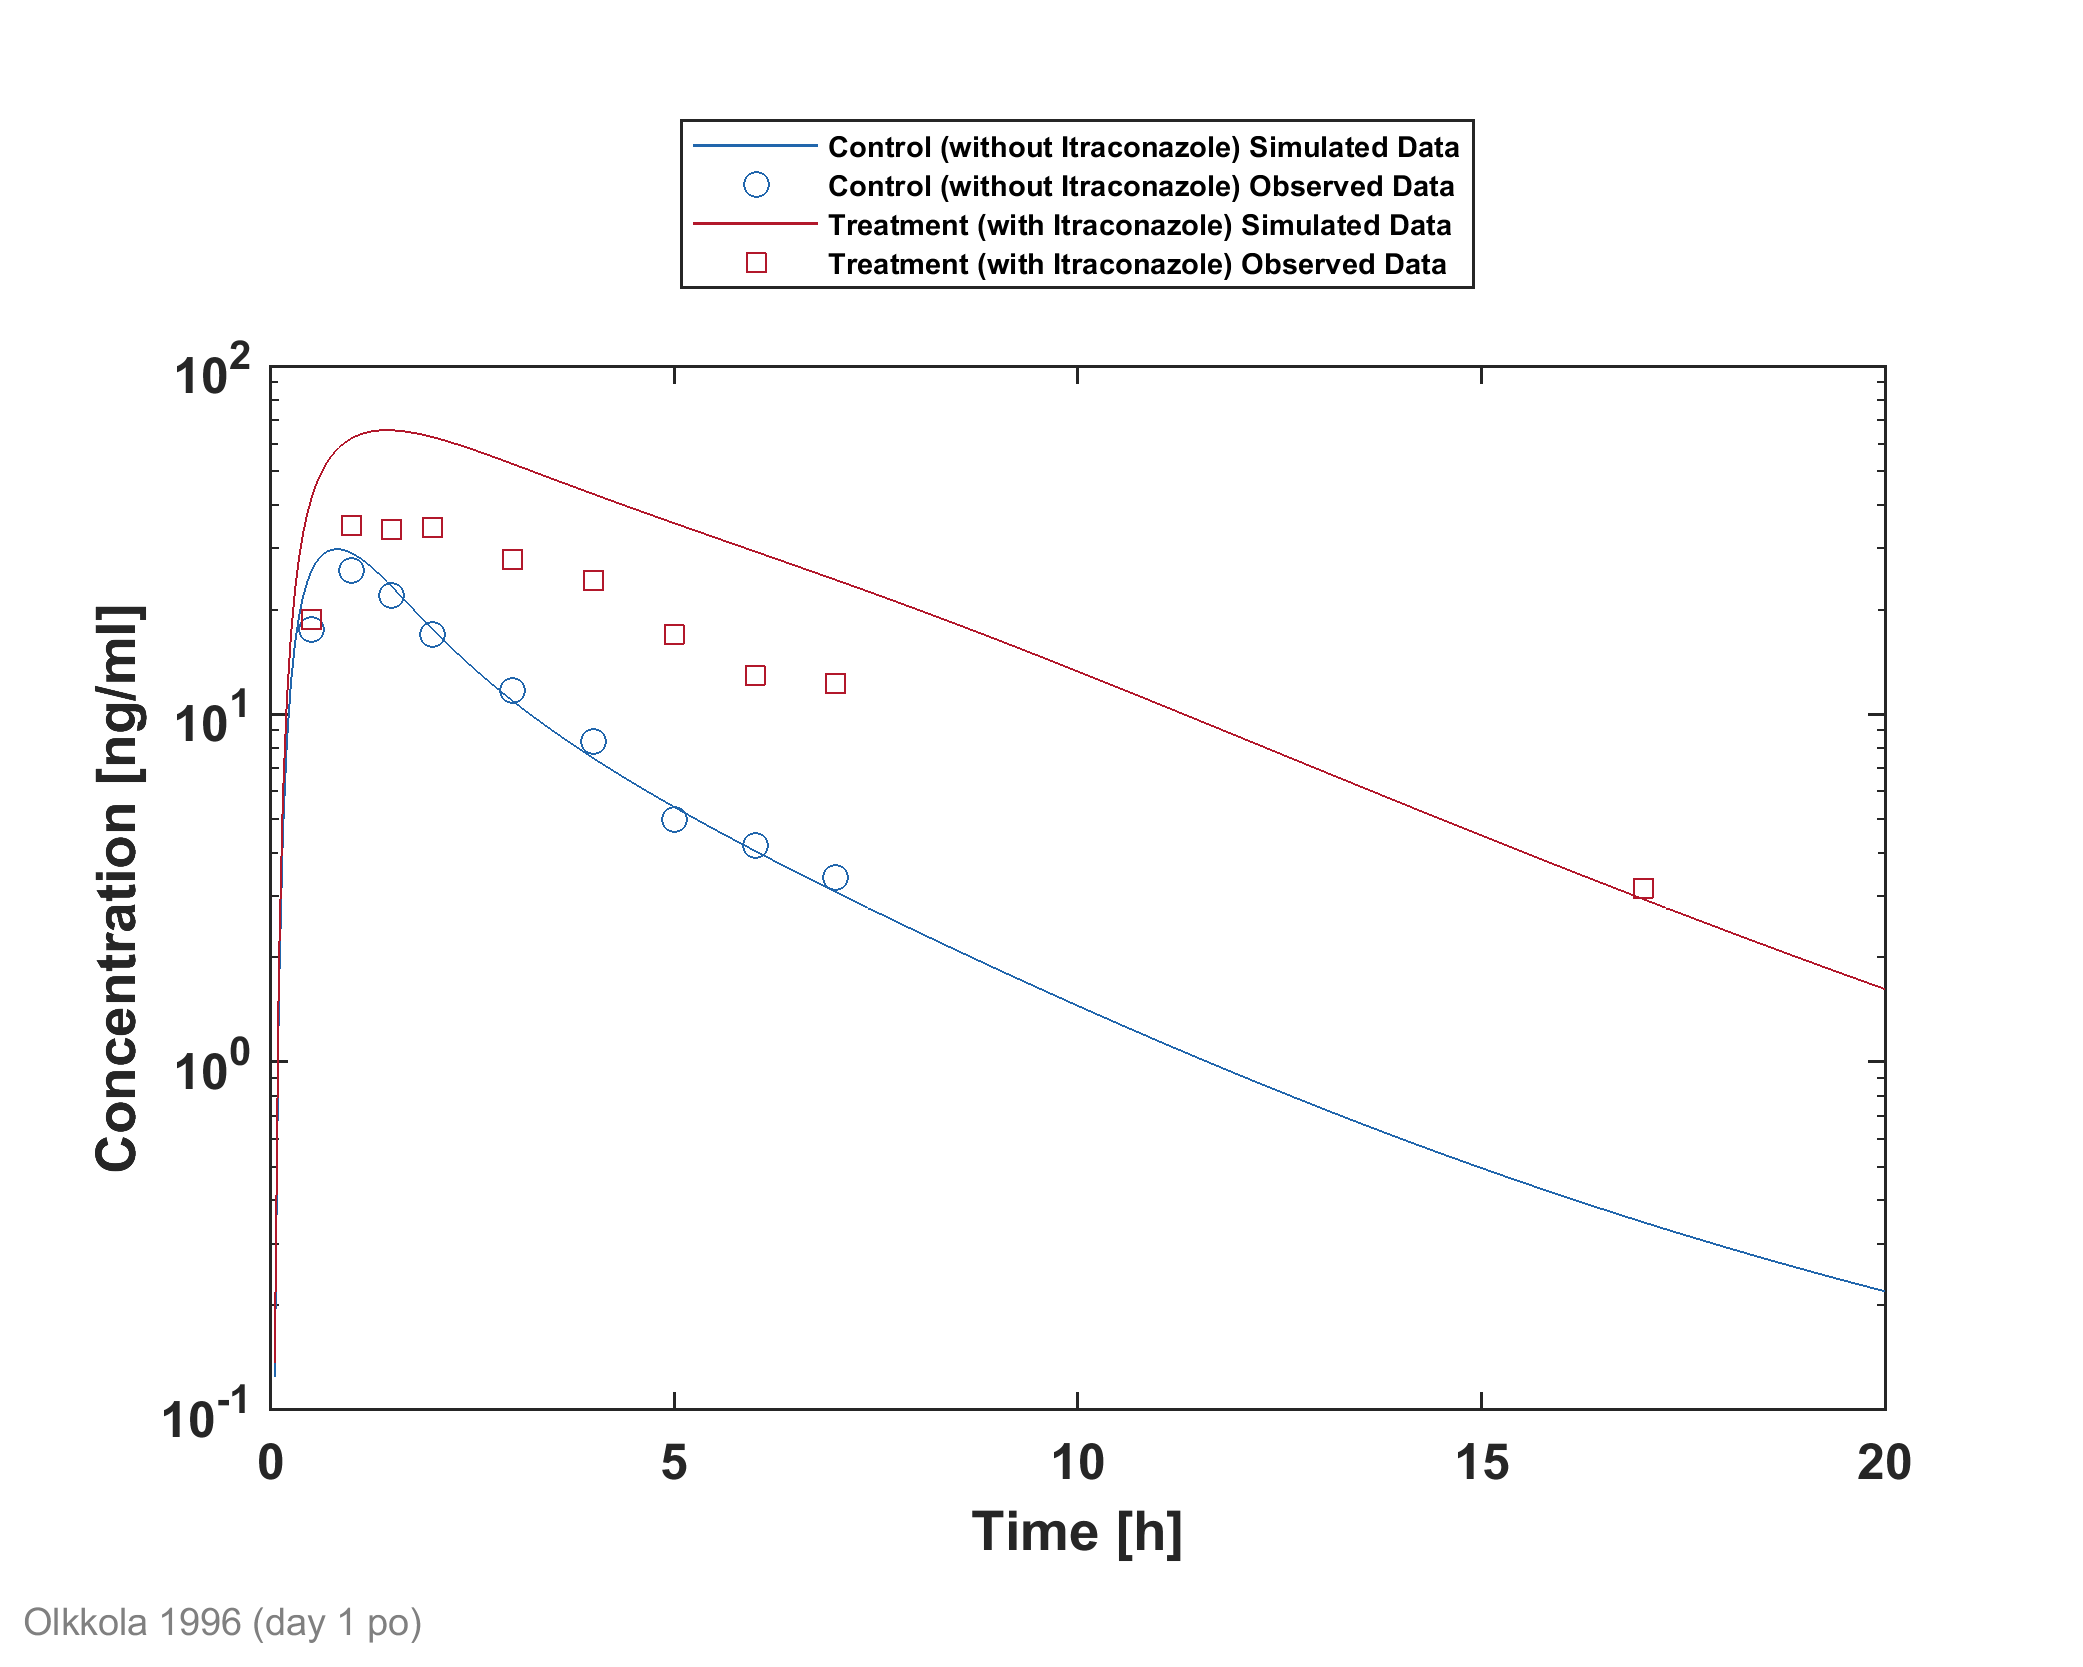 Control (without Itraconazole) Simulated Data
Control (without Itraconazole) Observed Data
Treatment (with Itraconazole) Simulated Data
Treatment (with Itraconazole) Observed Data
10^2
10^1
10^0
10^-1
Concentration [ng/ml]
0 5 10 15 20
Time [h]
Olkkola 1996 (day 1 po)